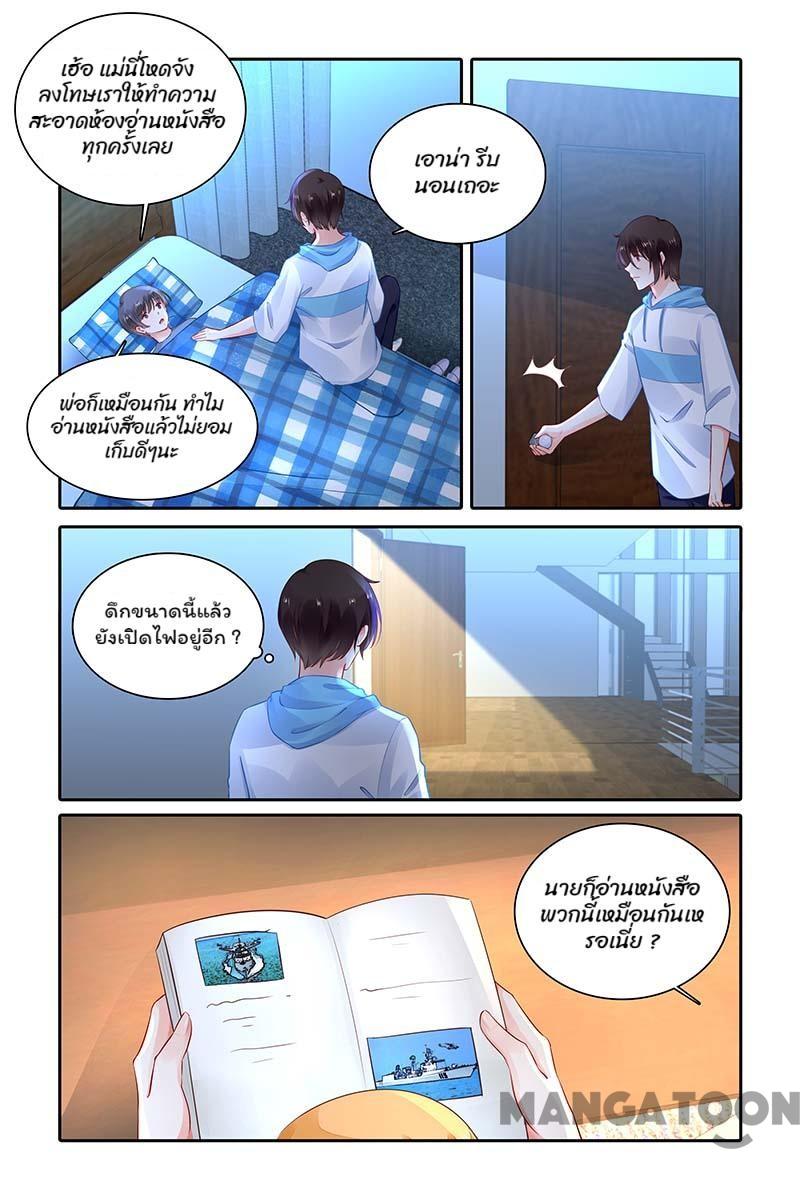 เฮ้อ แม่นี่โหดจัง
ลงโทษเราให้ทำความ
สะอาดห้องอ่านหนังสือ
ทุกครั้งเลย
พ่อก็เหมือนกัน ทำไม
อ่านหนังสือแล้วไม่ยอม
เก็บดีๆนะ
เอาน่า รีบ
นอนเถอะ
ดึกขนาดนี้แล้ว
ยังเปิดไฟอยู่อีก ?
นายก็อ่านหนังสือ
พวกนี้เหมือนกันเห
รอเนี่ย ?
MANGATOON